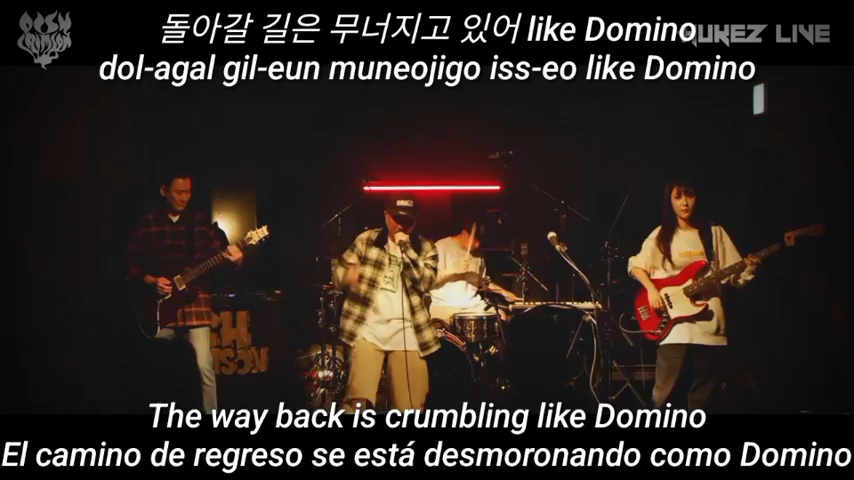 돌아갈 길은 무너지고 있어 like Domino
NUKEZ LIVE
dol-agal gil-eun muneojigo iss-eo like Domino
The way back is crumbling like Domino
El camino de regreso se está desmoronando como Domino